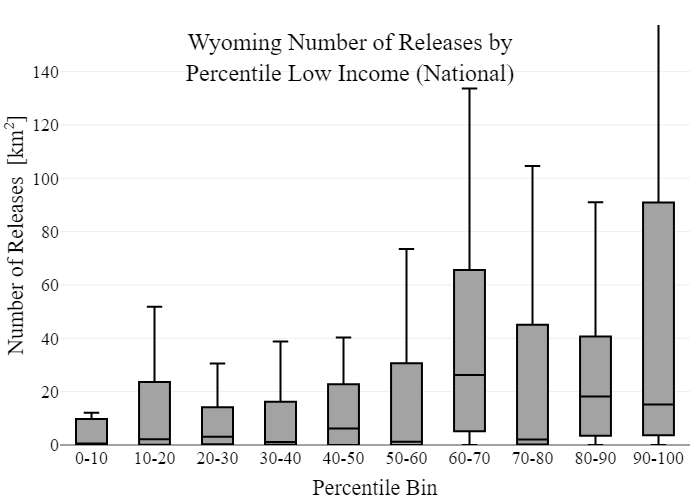 Wyoming Number of Releases by
Percentile Low Income (National)
Number of Releases [km²]
140
120
100
80
60
40
20
0
0-10 10-20 20-30 30-40 40-50 50-60 60-70 70-80 80-90 90-100
Percentile Bin